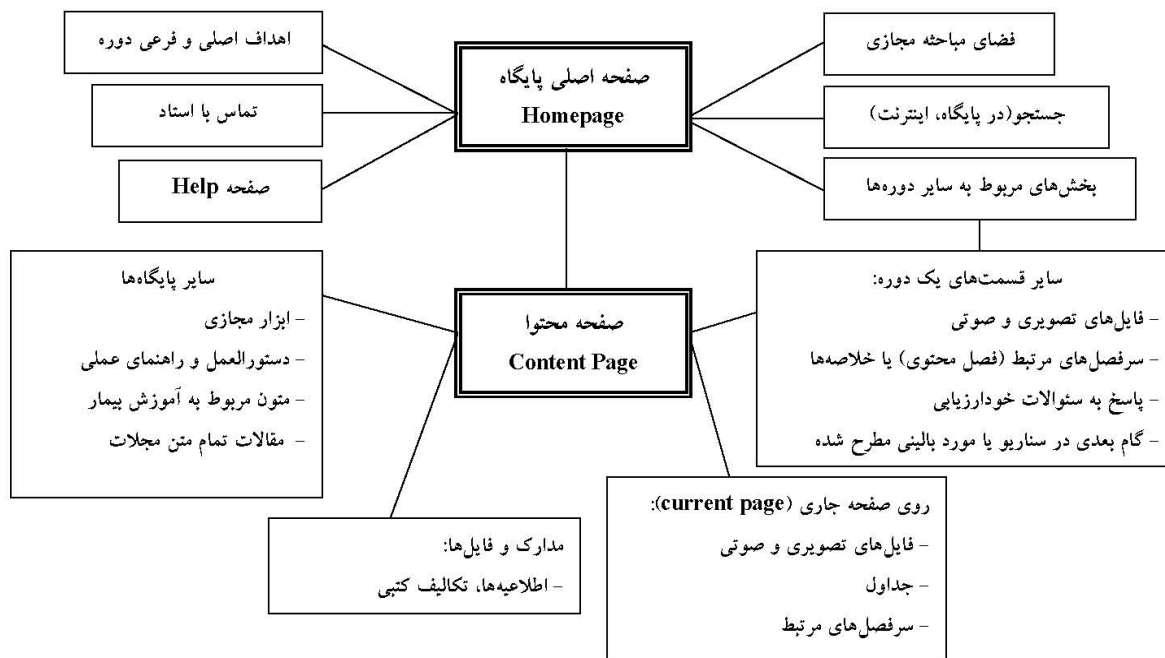 فضای مباحثه مجازی
جستجو(در پایگاه، اینترنت)
بخش‌های مربوط به سایر دوره‌ها
صفحه اصلی پایگاه
Homepage
اهداف اصلی و فرعی دوره
تماس با استاد
صفحه Help
سایر قسمت‌های یک دوره:
- فایل‌های تصویری و صوتی
- سرفصل‌های مرتبط (فصل محتوی) یا خلاصه‌ها
- پاسخ به سئوالات خودارزیابی
- گام بعدی در سناریو یا مورد بالینی مطرح شده
صفحه محتوا
Content Page
سایر پایگاه‌ها
- ابزار مجازی
- دستورالعمل و راهنمای عملی
- متون مربوط به آموزش بیمار
- مقالات تمام متن مجلات
روی صفحه جاری (current page):
- فایل‌های تصویری و صوتی
- جداول
- سرفصل‌های مرتبط
مدارک و فایل‌ها:
- اطلاعیه‌ها، تکالیف کتبی